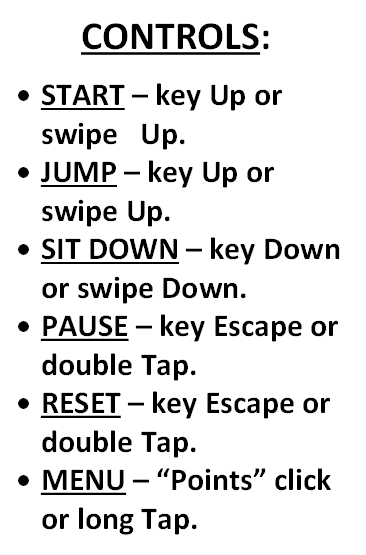 CONTROLS:
• START – key Up or
swipe Up.
• JUMP – key Up or
swipe Up.
• SIT DOWN – key Down
or swipe Down.
• PAUSE – key Escape or
double Tap.
• RESET – key Escape or
double Tap.
• MENU – “Points” click
or long Tap.